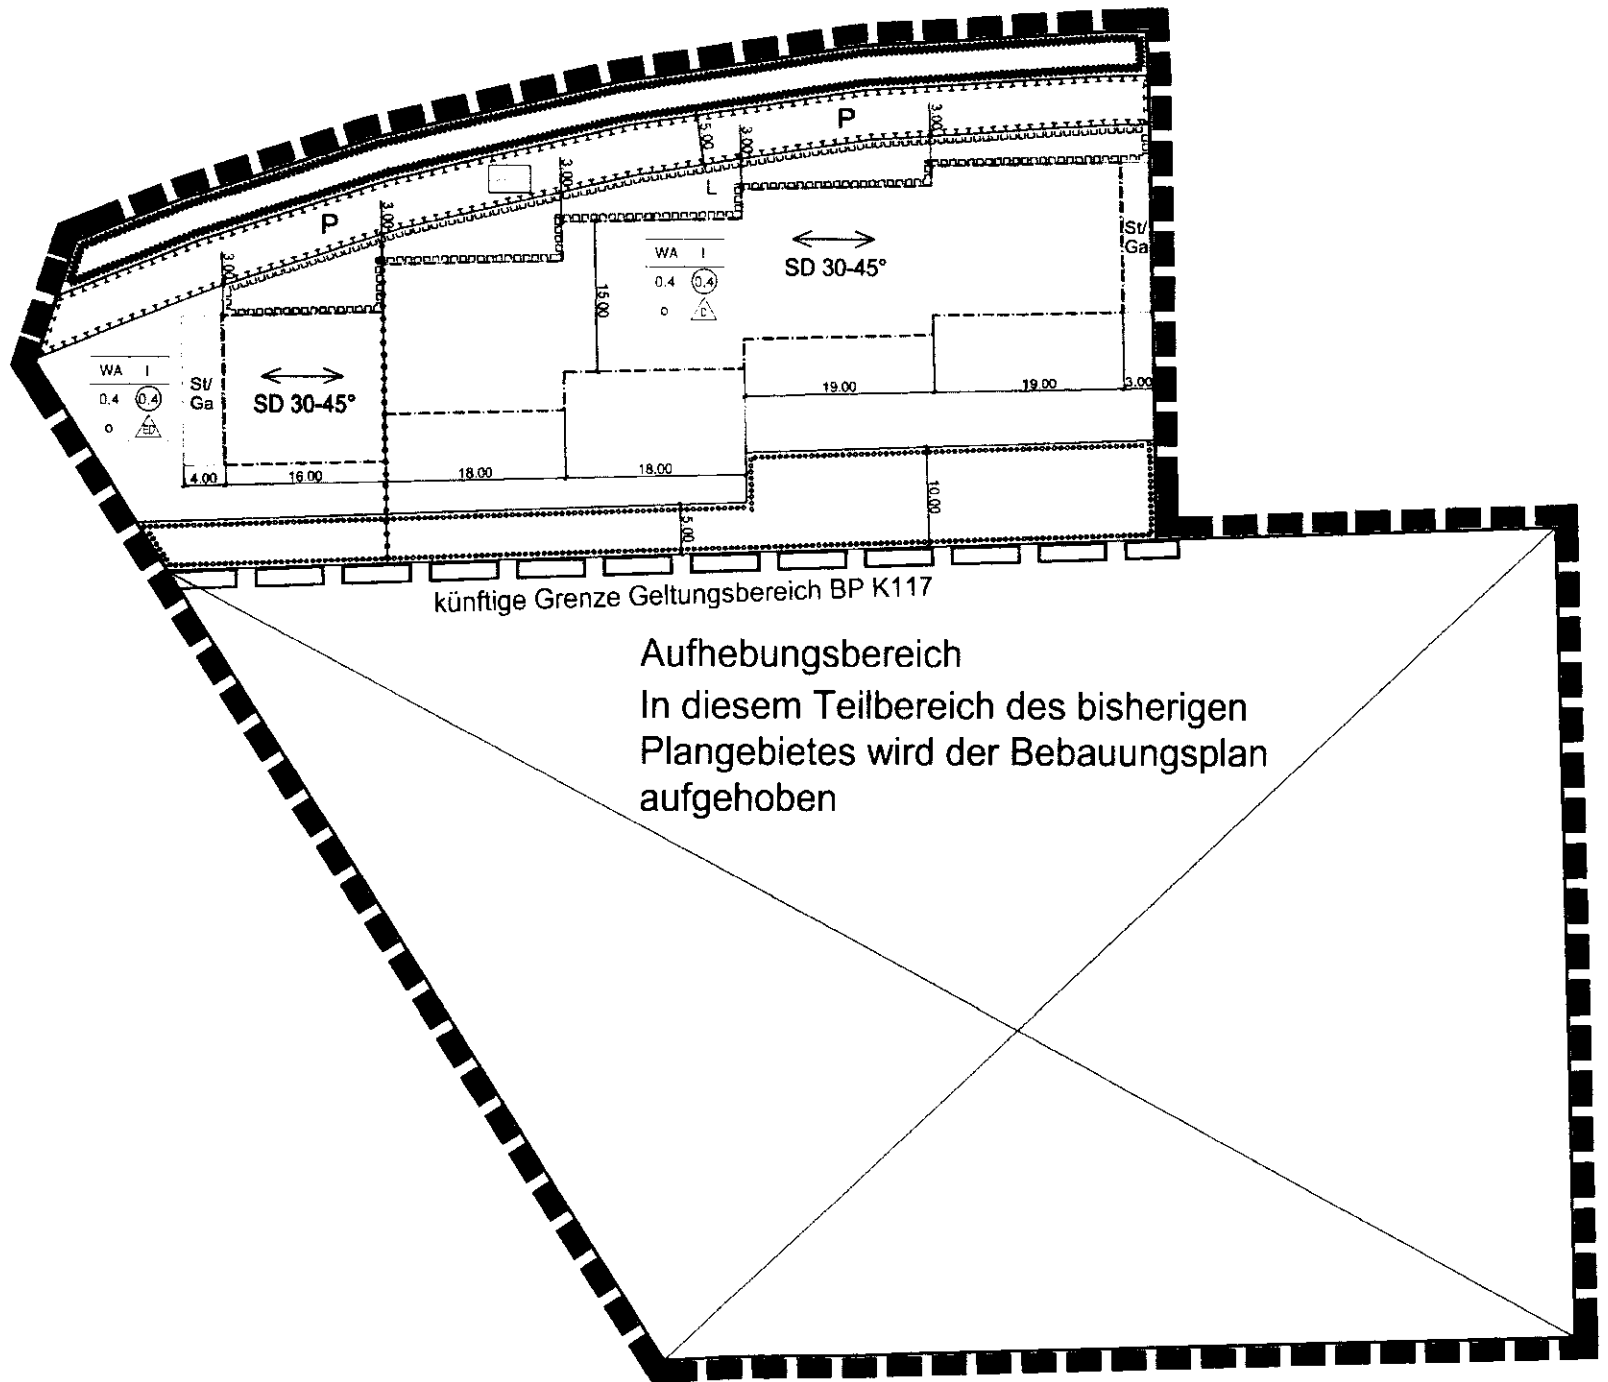 P
5.00
3.00
3.00
3.00
L
P
3.00
3.00
St/
Ga
WA I
0.4 0.4
o D
SD 30-45°
15.00
WA I
0.4 0.4
o ED
St/
Ga
SD 30-45°
19.00
19.00
3.00
4.00
16.00
18.00
18.00
5.00
10.00
künftige Grenze Geltungsbereich BP K117
Aufhebungsbereich
In diesem Teilbereich des bisherigen
Plangebietes wird der Bebauungsplan
aufgehoben